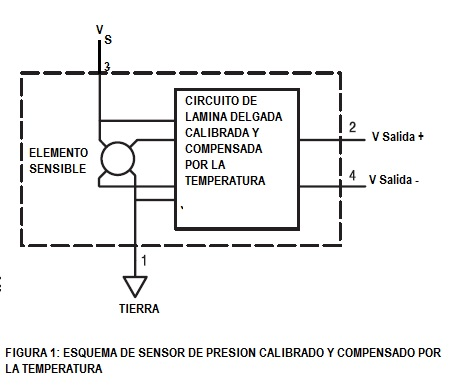 V
S
3
CIRCUITO DE
LAMINA DELGADA
CALIBRADA Y
COMPENSADA
POR LA
TEMPERATURA
ELEMENTO
SENSIBLE
2
V Salida +
4
V Salida -
1
TIERRA
FIGURA 1: ESQUEMA DE SENSOR DE PRESION CALIBRADO Y COMPENSADO POR
LA TEMPERATURA